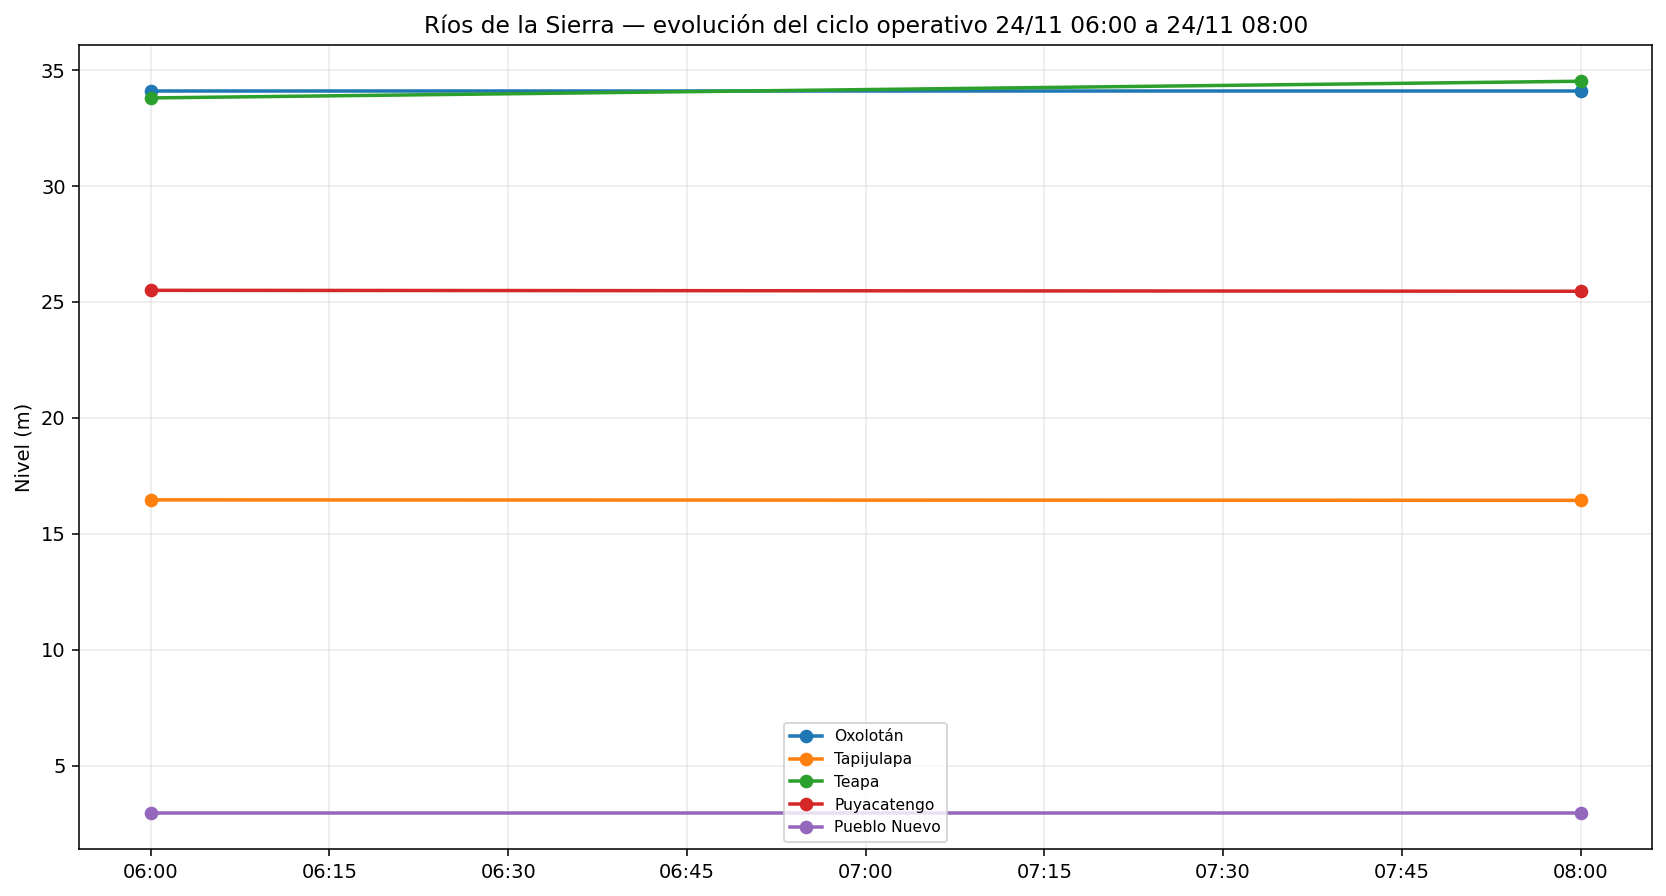 Ríos de la Sierra — evolución del ciclo operativo 24/11 06:00 a 24/11 08:00
Nivel (m)
35
30
25
20
15
10
5
Oxolotán
Tapijulapa
Teapa
Puyacatengo
Pueblo Nuevo
06:00 06:15 06:30 06:45 07:00 07:15 07:30 07:45 08:00